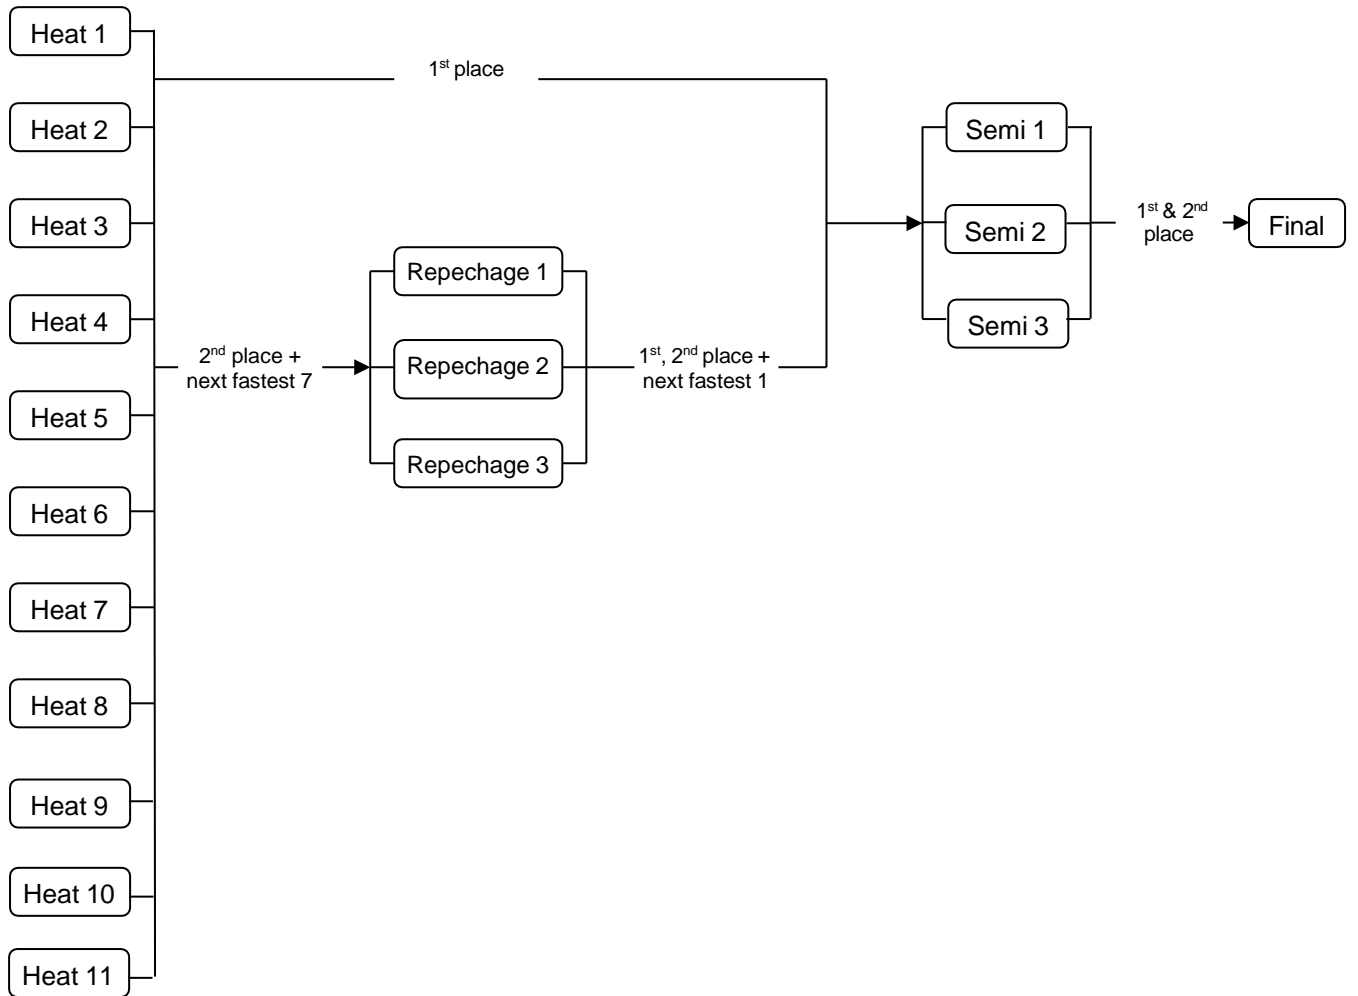 Heat 1
Heat 2
Heat 3
Heat 4
Heat 5
Heat 6
Heat 7
Heat 8
Heat 9
Heat 10
Heat 11
1st place
2nd place +
next fastest 7
Repechage 1
Repechage 2
Repechage 3
1st, 2nd place +
next fastest 1
Semi 1
Semi 2
Semi 3
1st & 2nd
place
Final